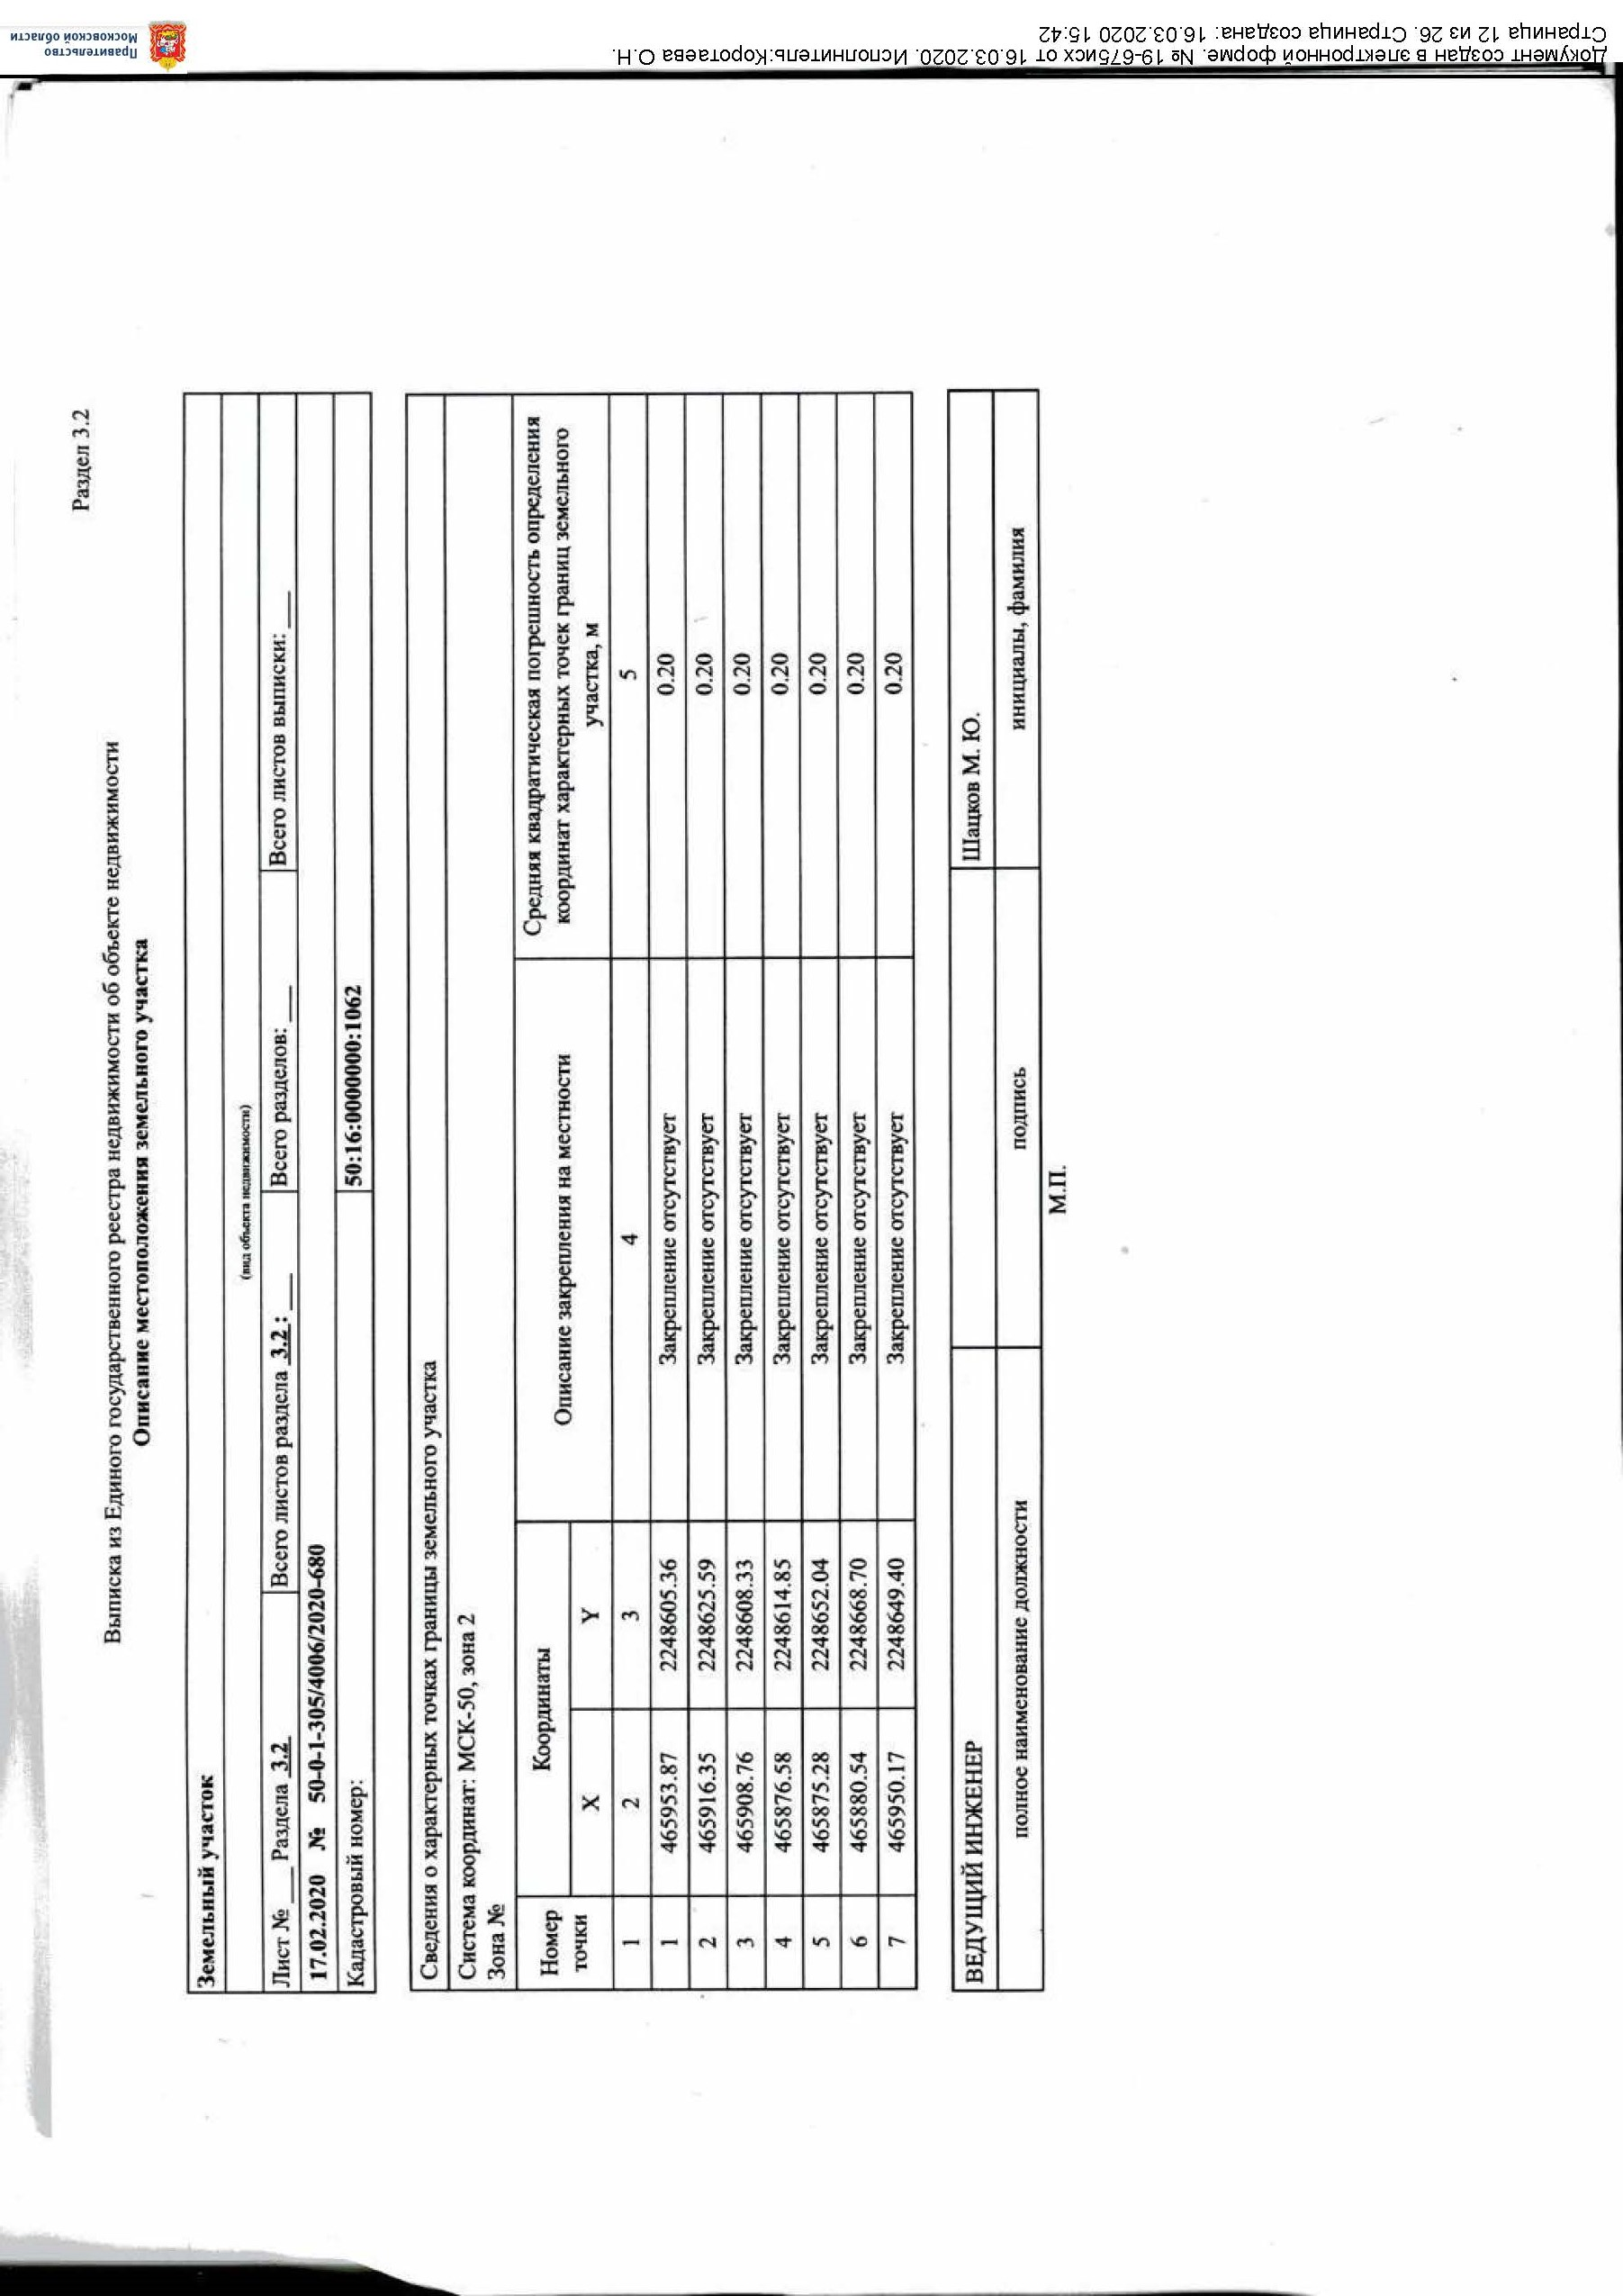 Раздел 3.2
Выписка из Единого государственного реестра недвижимости об объекте недвижимости
Описание местоположения земельного участка
Земельный участок
(вид объекта недвижимости)
Лист № ___ Раздела 3.2 Всего листов раздела 3.2 : ___ Всего разделов: ___ Всего листов выписки: ___
17.02.2020 № 50-0-1-305/4006/2020-680
Кадастровый номер: 50:16:0000000:1062
Сведения о характерных точках границы земельного участка
Система координат: МСК-50, зона 2
Зона №
Номер точки Координаты Описание закрепления на местности Средняя квадратическая погрешность определения
координат характерных точек границ земельного
участка, м
X Y
1 2 3 4 5
1 465953.87 2248605.36 Закрепление отсутствует 0.20
2 465916.35 2248625.59 Закрепление отсутствует 0.20
3 465908.76 2248608.33 Закрепление отсутствует 0.20
4 465876.58 2248614.85 Закрепление отсутствует 0.20
5 465875.28 2248652.04 Закрепление отсутствует 0.20
6 465880.54 2248668.70 Закрепление отсутствует 0.20
7 465950.17 2248649.40 Закрепление отсутствует 0.20
ВЕДУЩИЙ ИНЖЕНЕР Шацков М. Ю.
полное наименование должности подпись инициалы, фамилия
М.П.
Документ создан в электронной форме. № 19-675исх от 16.03.2020. Исполнитель:Коротаева О.Н.
Страница 12 из 26. Страница создана: 16.03.2020 15:42
Правительство
Московской области